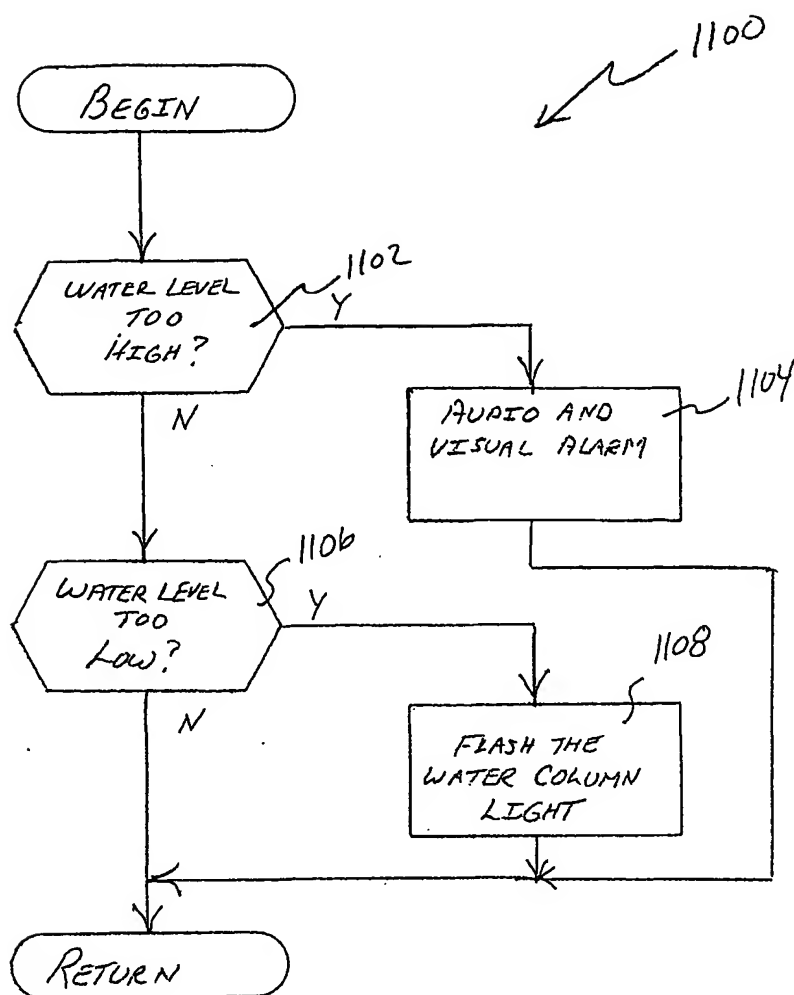 1100
BEGIN
1102
WATER LEVEL
TOO
HIGH?
Y
N
1104
AUDIO AND
VISUAL ALARM
1106
WATER LEVEL
TOO
LOW?
Y
N
1108
FLASH THE
WATER COLUMN
LIGHT
RETURN